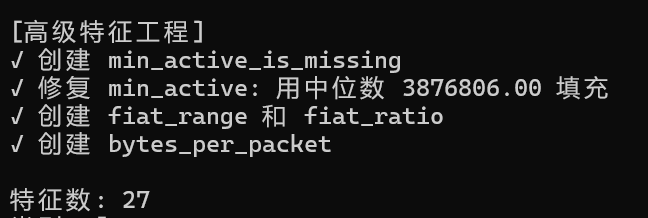 [高级特征工程]
✓ 创建 min_active_is_missing
✓ 修复 min_active: 用中位数 3876806.00 填充
✓ 创建 fiat_range 和 fiat_ratio
✓ 创建 bytes_per_packet
特征数: 27